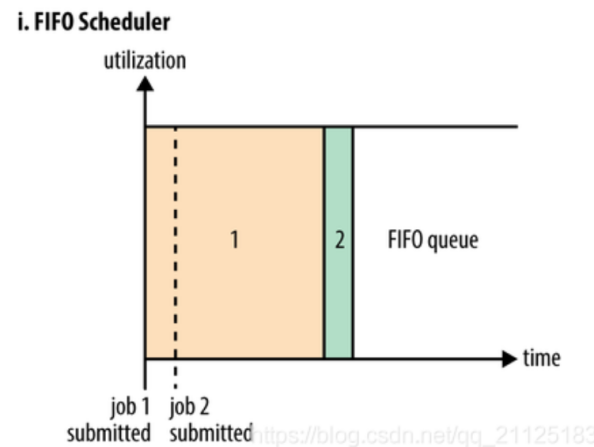 i. FIFO Scheduler
utilization
1
2
FIFO queue
time
job 1
submitted
job 2
submitted
https://blog.csdn.net/qq_21125183